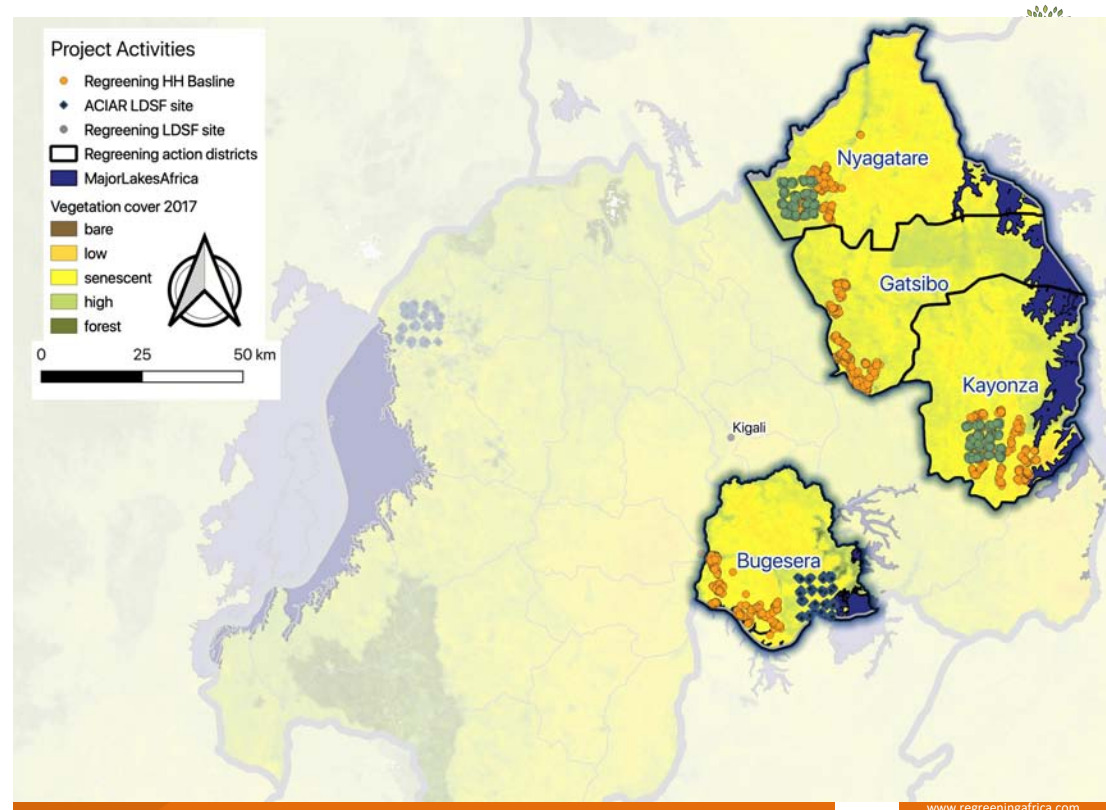 Project Activities
Regreening HH Basline
ACIAR LDSF site
Regreening LDSF site
Regreening action districts
MajorLakesAfrica
Vegetation cover 2017
bare
low
senescent
high
forest
0 25 50 km
Nyagatare
Gatsibo
Kayonza
Kigali
Bugesera
www.regreeningafrica.com